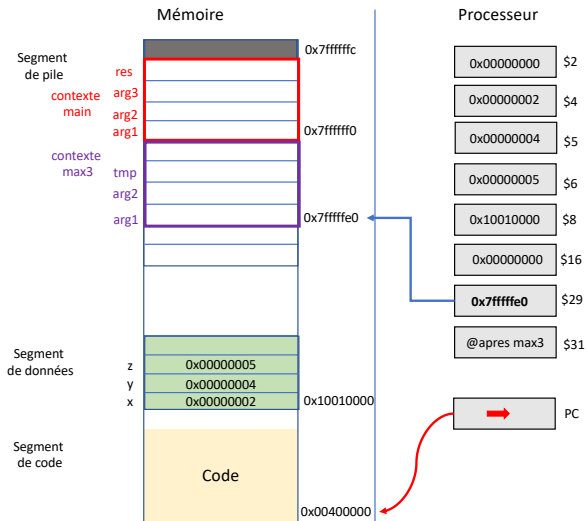 Mémoire
Processeur
Segment
de pile
0x7ffffffc
res
arg3
contexte
main
arg2
arg1
0x7ffffff0
contexte
max3
tmp
arg2
arg1
0x7fffffe0
0x00000000 $2
0x00000002 $4
0x00000004 $5
0x00000005 $6
0x10010000 $8
0x00000000 $16
0x7fffffe0 $29
@apres max3 $31
PC
Segment
de données
z 0x00000005
y 0x00000004
x 0x00000002 0x10010000
Segment
de code
Code
0x00400000